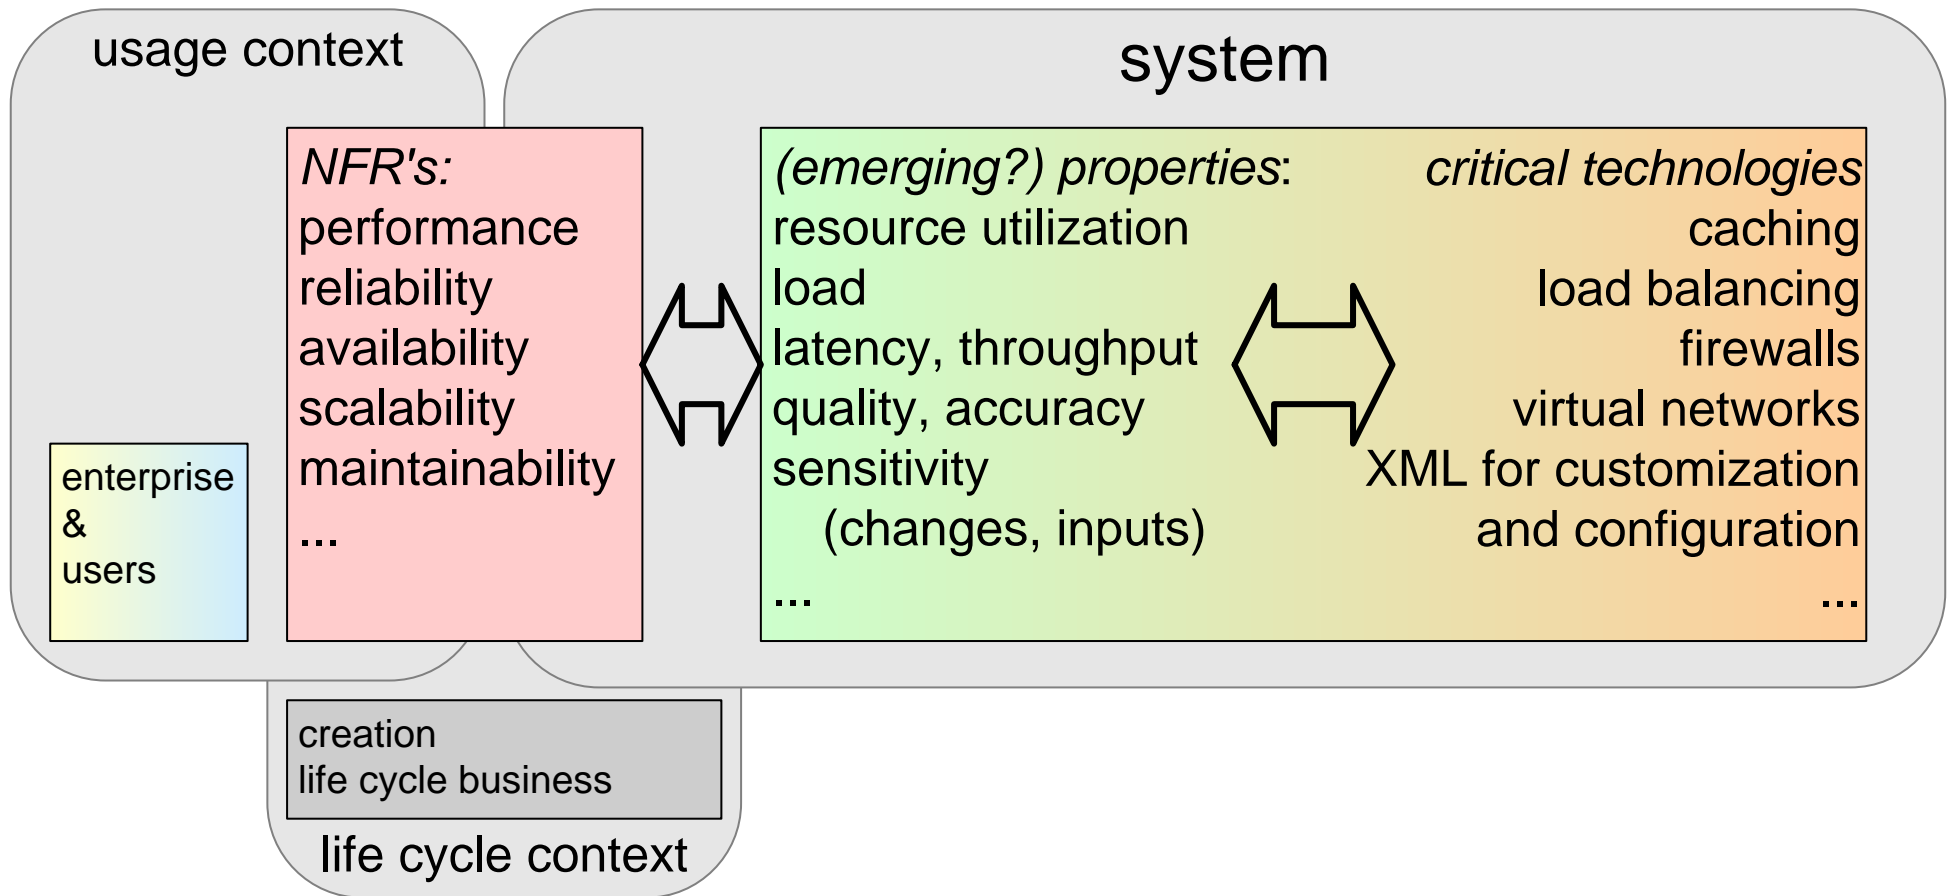 usage context
system
NFR's:
performance
reliability
availability
scalability
maintainability
...
(emerging?) properties:
resource utilization
load
latency, throughput
quality, accuracy
sensitivity
(changes, inputs)
...
critical technologies
caching
load balancing
firewalls
virtual networks
XML for customization
and configuration
...
enterprise
&
users
creation
life cycle business
life cycle context